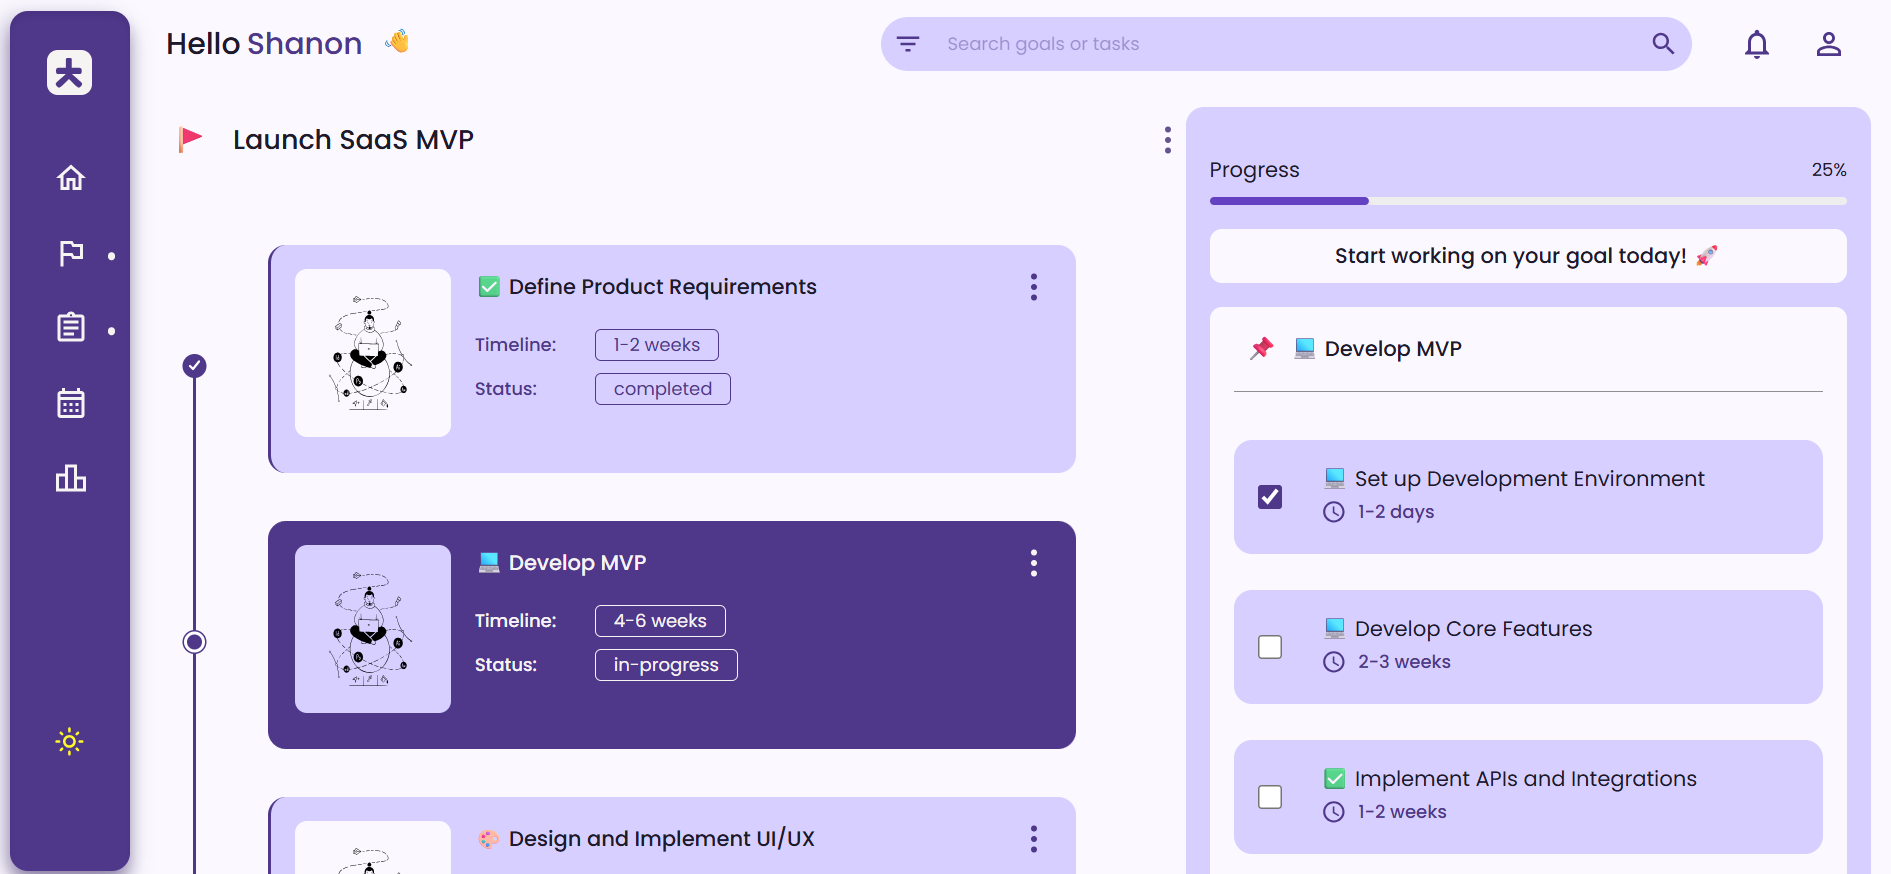 Hello Shanon
Search goals or tasks
Launch SaaS MVP
Define Product Requirements
Timeline: 1-2 weeks
Status: completed
Develop MVP
Timeline: 4-6 weeks
Status: in-progress
Design and Implement UI/UX
Progress 25%
Start working on your goal today!
Develop MVP
Set up Development Environment
1-2 days
Develop Core Features
2-3 weeks
Implement APIs and Integrations
1-2 weeks